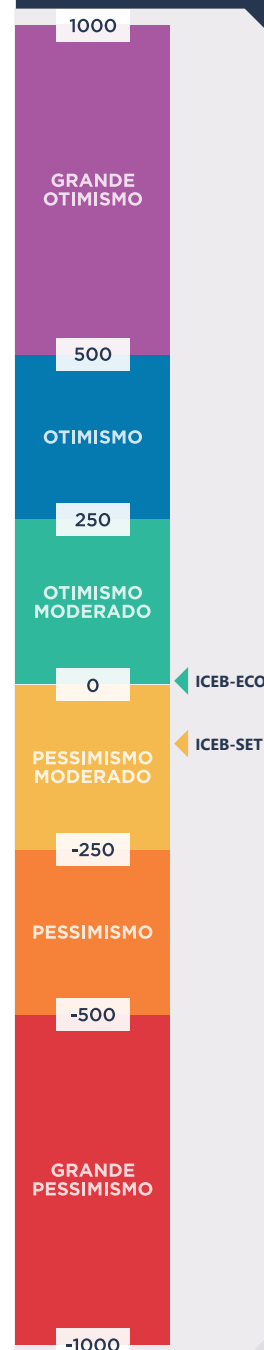 1000
GRANDE
OTIMISMO
500
OTIMISMO
250
OTIMISMO
MODERADO
0
ICEB-ECO
ICEB-SET
PESSIMISMO
MODERADO
-250
PESSIMISMO
-500
GRANDE
PESSIMISMO
-1000